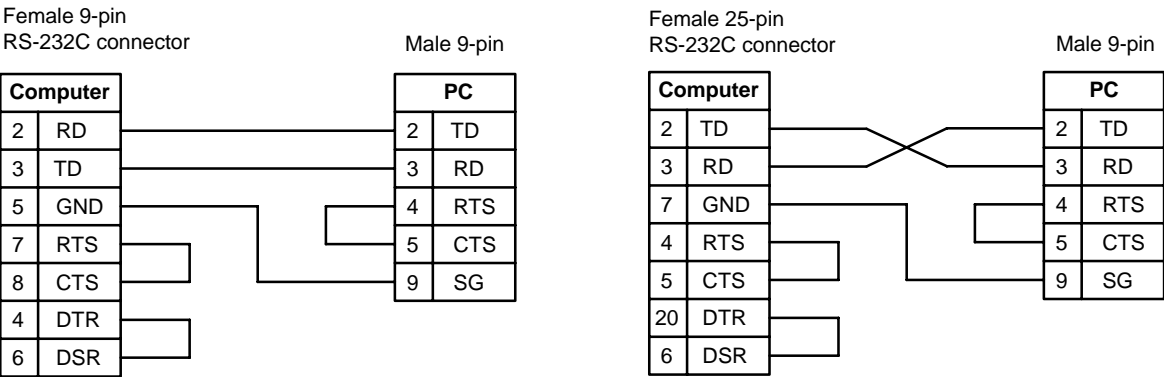 Female 9-pin
RS-232C connector
Male 9-pin
Computer
PC
2 RD
2 TD
3 TD
3 RD
5 GND
4 RTS
7 RTS
5 CTS
8 CTS
9 SG
4 DTR
6 DSR
Female 25-pin
RS-232C connector
Male 9-pin
Computer
PC
2 TD
2 TD
3 RD
3 RD
7 GND
4 RTS
4 RTS
5 CTS
5 CTS
9 SG
20 DTR
6 DSR